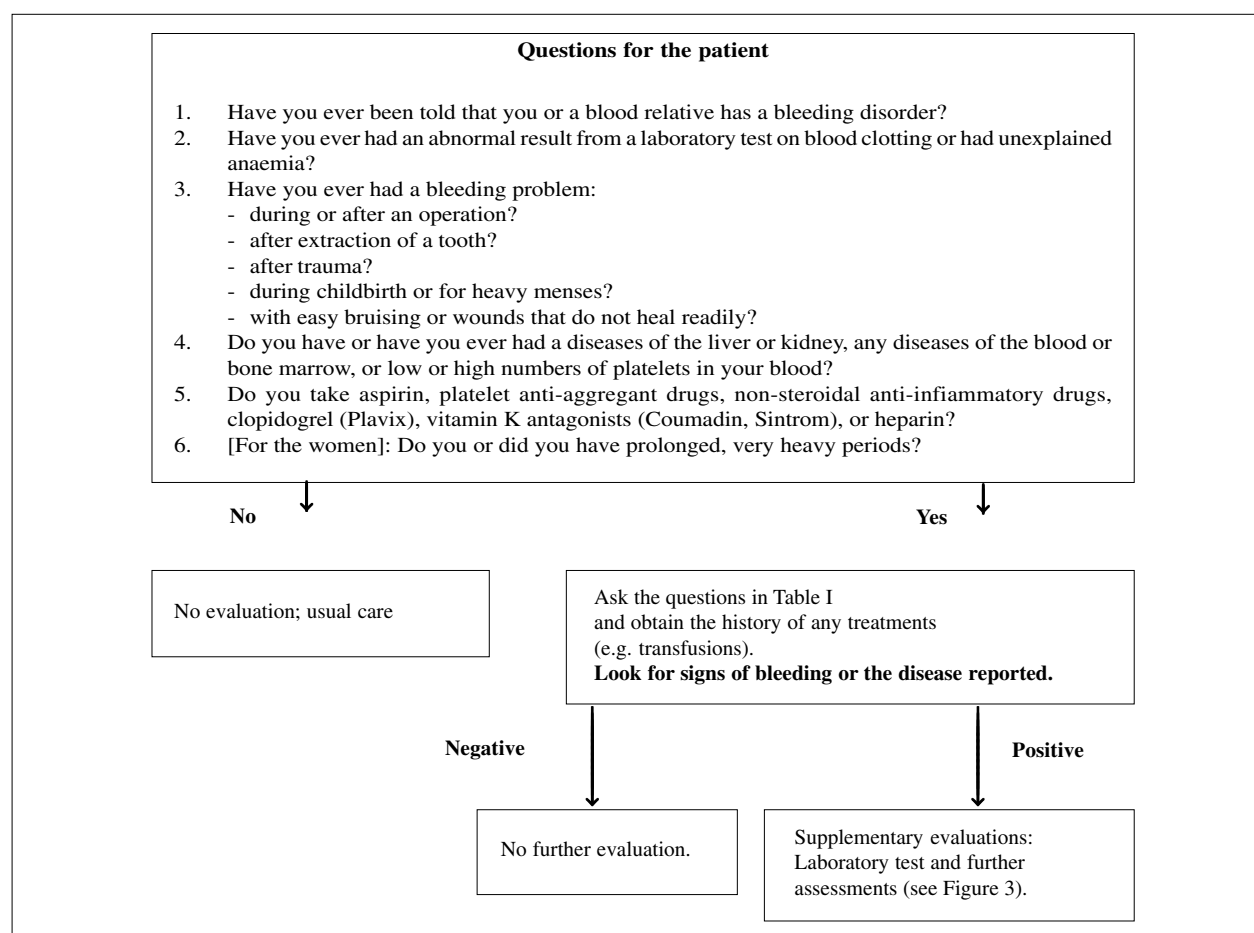 Questions for the patient
1. Have you ever been told that you or a blood relative has a bleeding disorder?
2. Have you ever had an abnormal result from a laboratory test on blood clotting or had unexplained
anaemia?
3. Have you ever had a bleeding problem:
- during or after an operation?
- after extraction of a tooth?
- after trauma?
- during childbirth or for heavy menses?
- with easy bruising or wounds that do not heal readily?
4. Do you have or have you ever had a diseases of the liver or kidney, any diseases of the blood or
bone marrow, or low or high numbers of platelets in your blood?
5. Do you take aspirin, platelet anti-aggregant drugs, non-steroidal anti-infiammatory drugs,
clopidogrel (Plavix), vitamin K antagonists (Coumadin, Sintrom), or heparin?
6. [For the women]: Do you or did you have prolonged, very heavy periods?
No
Yes
No evaluation; usual care
Ask the questions in Table I
and obtain the history of any treatments
(e.g. transfusions).
Look for signs of bleeding or the disease reported.
Negative
Positive
No further evaluation.
Supplementary evaluations:
Laboratory test and further
assessments (see Figure 3).